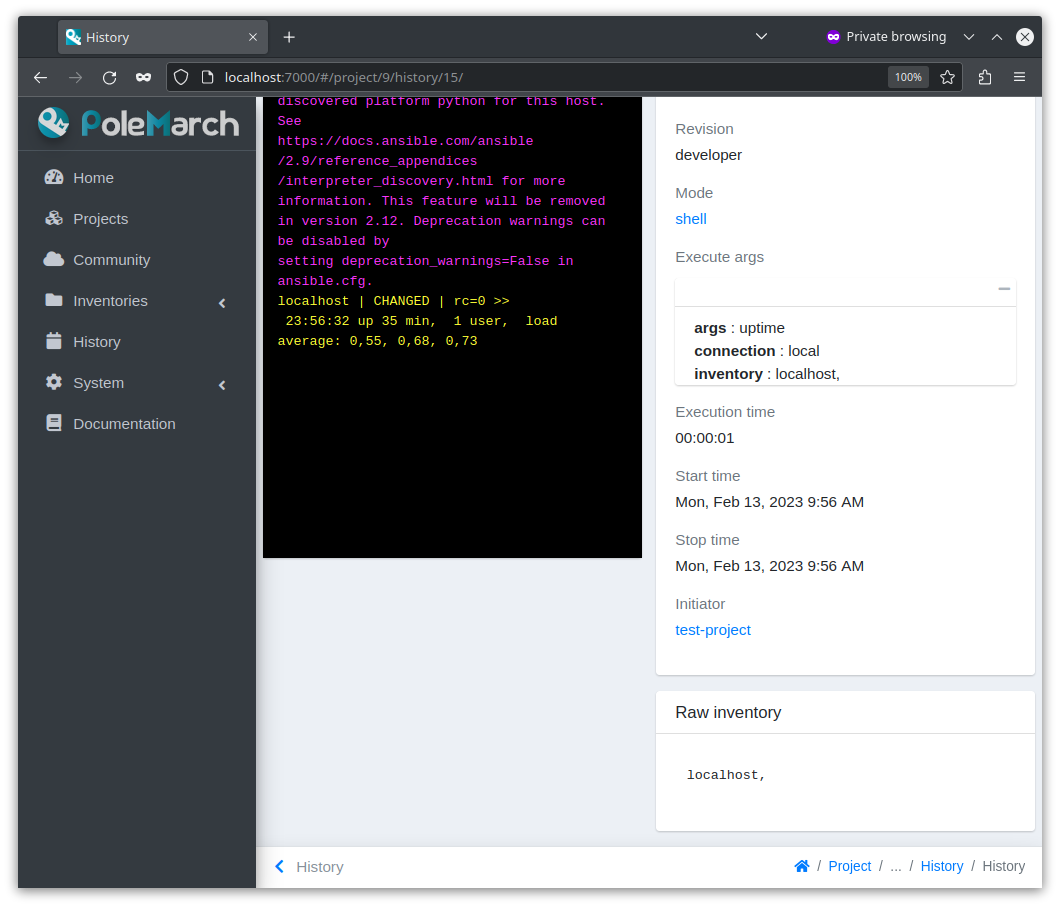 History
Private browsing
localhost:7000/#/project/9/history/15/
100%
PoleMarch
Home
Projects
Community
Inventories
History
System
Documentation
discovered platform python for this host.
See
https://docs.ansible.com/ansible
/2.9/reference_appendices
/interpreter_discovery.html for more
information. This feature will be removed
in version 2.12. Deprecation warnings can
be disabled by
setting deprecation_warnings=False in
ansible.cfg.
localhost | CHANGED | rc=0 >>
23:56:32 up 35 min,  1 user,  load
average: 0,55, 0,68, 0,73
Revision
developer
Mode
shell
Execute args
args : uptime
connection : local
inventory : localhost,
Execution time
00:00:01
Start time
Mon, Feb 13, 2023 9:56 AM
Stop time
Mon, Feb 13, 2023 9:56 AM
Initiator
test-project
Raw inventory
localhost,
History
/ Project / ... / History / History